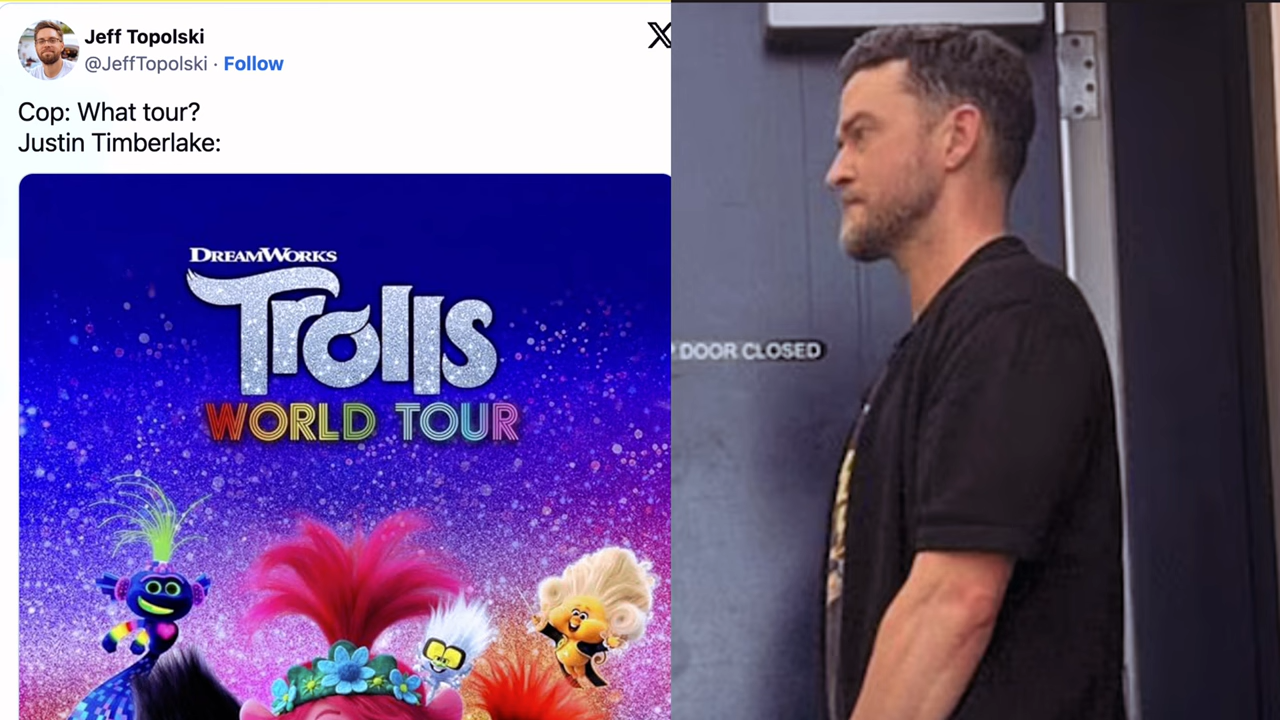 Jeff Topolski
@JeffTopolski · Follow
Cop: What tour?
Justin Timberlake:
DREAMWORKS
Trolls
WORLD TOUR
DOOR CLOSED